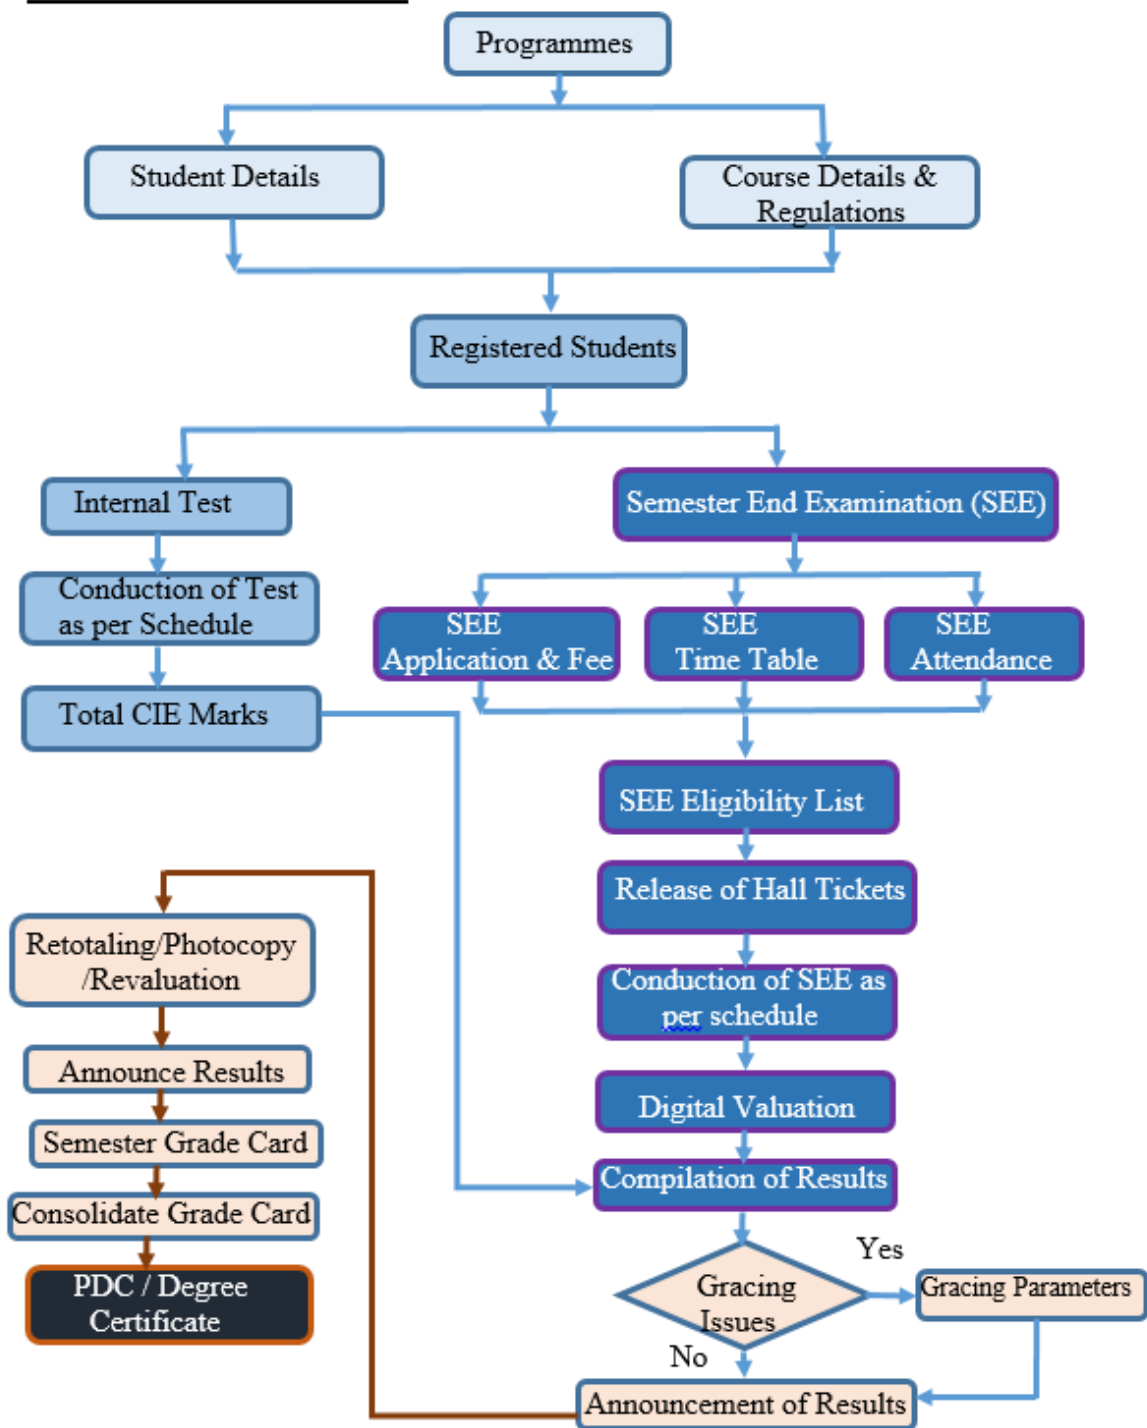 Programmes
Student Details
Course Details &
Regulations
Registered Students
Internal Test
Semester End Examination (SEE)
Conduction of Test
as per Schedule
SEE
Application & Fee
SEE
Time Table
SEE
Attendance
Total CIE Marks
SEE Eligibility List
Release of Hall Tickets
Retotaling/Photocopy
/Revaluation
Conduction of SEE as
per schedule
Announce Results
Digital Valuation
Semester Grade Card
Compilation of Results
Consolidate Grade Card
Yes
PDC / Degree
Certificate
Gracing
Issues
Gracing Parameters
No
Announcement of Results